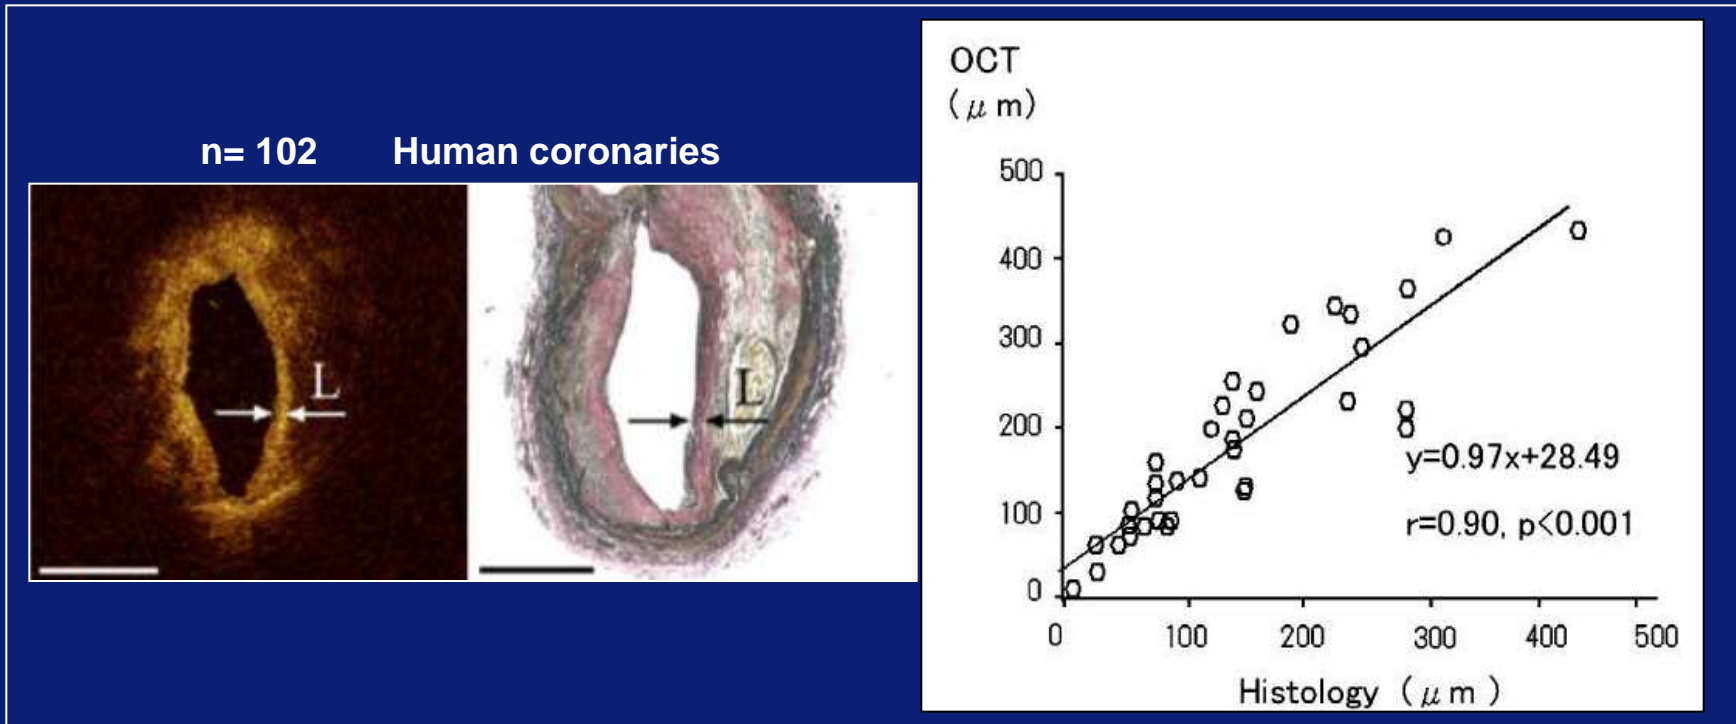 n= 102 Human coronaries
L
L
OCT
(μm)
500
400
300
200
100
0
0 100 200 300 400 500
Histology (μm)
y=0.97x+28.49
r=0.90, p<0.001